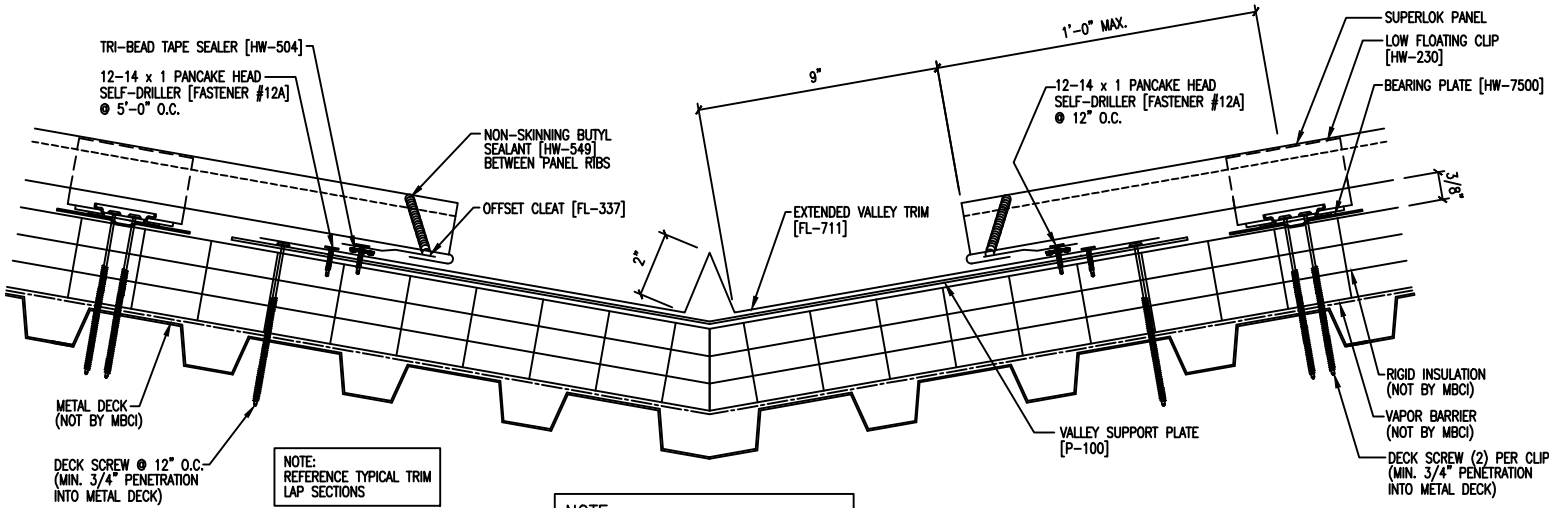 TRI-BEAD TAPE SEALER [HW-504]
12-14 x 1 PANCAKE HEAD
SELF-DRILLER [FASTENER #12A]
@ 5'-0" O.C.
NON-SKINNING BUTYL
SEALANT [HW-549]
BETWEEN PANEL RIBS
OFFSET CLEAT [FL-337]
2"
9"
1'-0" MAX.
EXTENDED VALLEY TRIM
[FL-711]
12-14 x 1 PANCAKE HEAD
SELF-DRILLER [FASTENER #12A]
@ 12" O.C.
SUPERLOK PANEL
LOW FLOATING CLIP
[HW-230]
BEARING PLATE [HW-7500]
3/8"
METAL DECK
(NOT BY MBCI)
DECK SCREW @ 12" O.C.
(MIN. 3/4" PENETRATION
INTO METAL DECK)
NOTE:
REFERENCE TYPICAL TRIM
LAP SECTIONS
VALLEY SUPPORT PLATE
[P-100]
RIGID INSULATION
(NOT BY MBCI)
VAPOR BARRIER
(NOT BY MBCI)
DECK SCREW (2) PER CLIP
(MIN. 3/4" PENETRATION
INTO METAL DECK)
NOTE